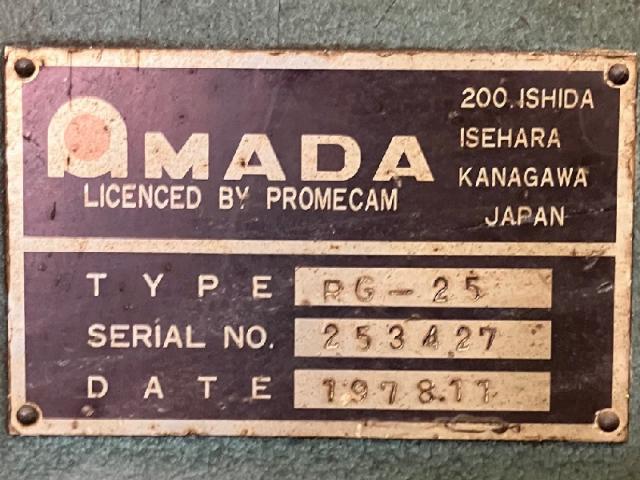 AMADA
LICENCED BY PROMECAM
200. ISHIDA
ISEHARA
KANAGAWA
JAPAN
TYPE RG-25
SERIAL NO. 253427
DATE 1978.11